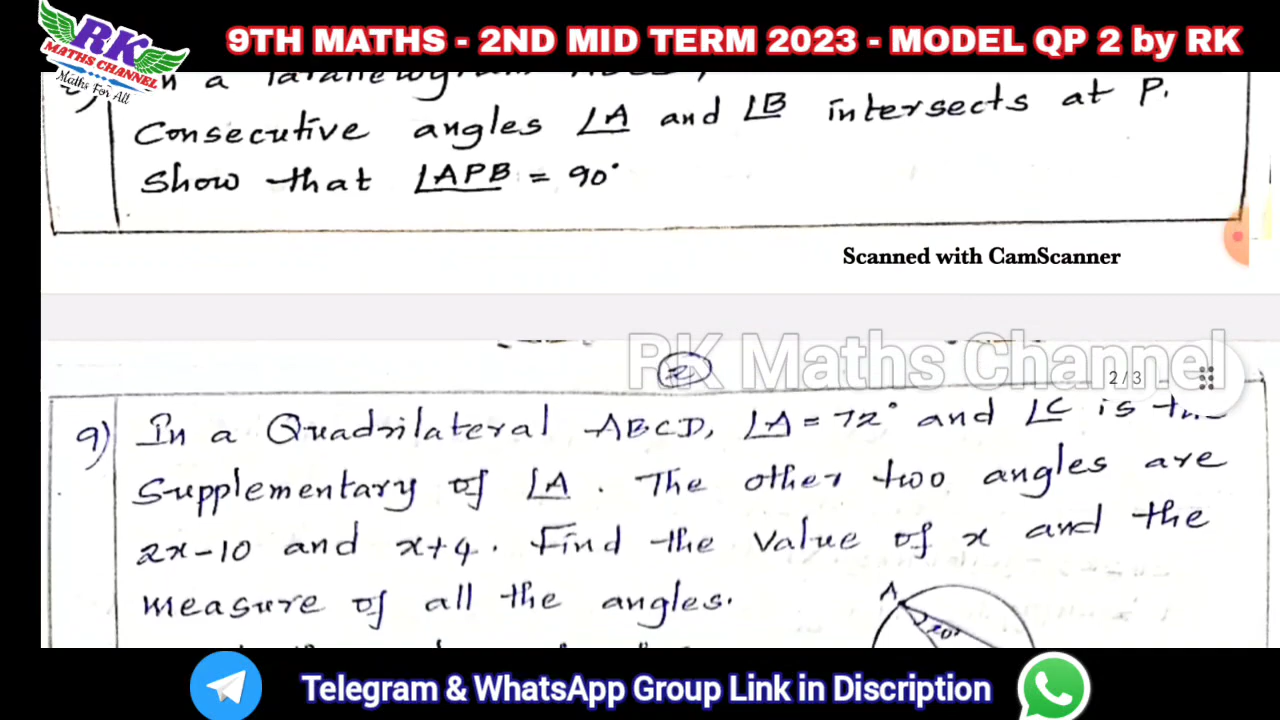 RK
MATHS CHANNEL
Maths For All
9TH MATHS - 2ND MID TERM 2023 - MODEL QP 2 by RK
In a Parallelogram
Consecutive angles ∠A and ∠B intersects at P.
Show that ∠APB = 90°
Scanned with CamScanner
RK Maths Channel
2
2/3
9) In a Quadrilateral ABCD, ∠A = 72° and ∠C is the
Supplementary of ∠A. The other two angles are
2x-10 and x+4. Find the value of x and the
measure of all the angles.
A
Telegram & WhatsApp Group Link in Discription